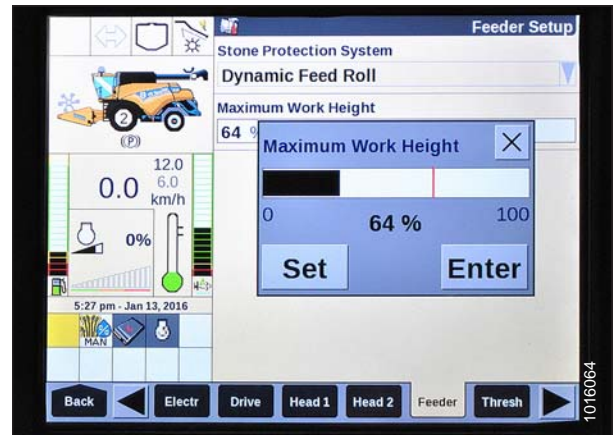 Feeder Setup
Stone Protection System
Dynamic Feed Roll
Maximum Work Height
64 %
Maximum Work Height
0
64 %
100
Set
Enter
2
(P)
12.0
0.0
6.0
km/h
0%
5:27 pm - Jan 13, 2016
MAN
Back
Electr
Drive
Head 1
Head 2
Feeder
Thresh
1016064